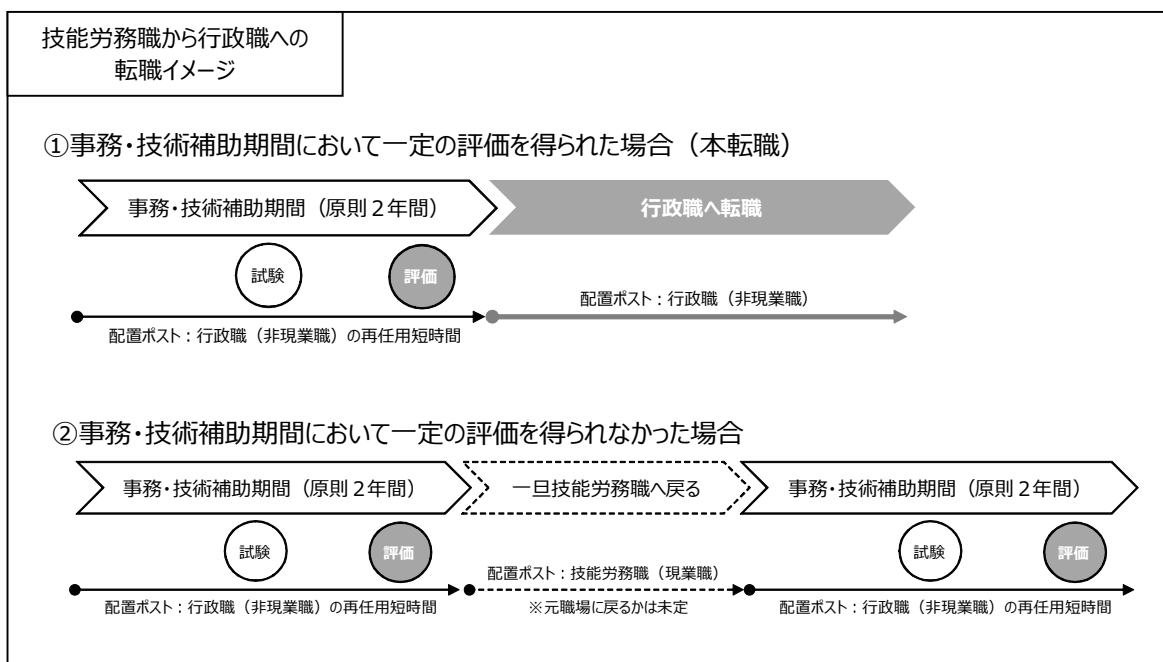 技能労務職から行政職への
転職イメージ
①事務・技術補助期間において一定の評価を得られた場合（本転職）
事務・技術補助期間（原則２年間）
行政職へ転職
試験
評価
配置ポスト：行政職（非現業職）の再任用短時間
配置ポスト：行政職（非現業職）
②事務・技術補助期間において一定の評価を得られなかった場合
事務・技術補助期間（原則２年間）
一旦技能労務職へ戻る
事務・技術補助期間（原則２年間）
試験
評価
試験
評価
配置ポスト：行政職（非現業職）の再任用短時間
配置ポスト：技能労務職（現業職）
※元職場に戻るかは未定
配置ポスト：行政職（非現業職）の再任用短時間